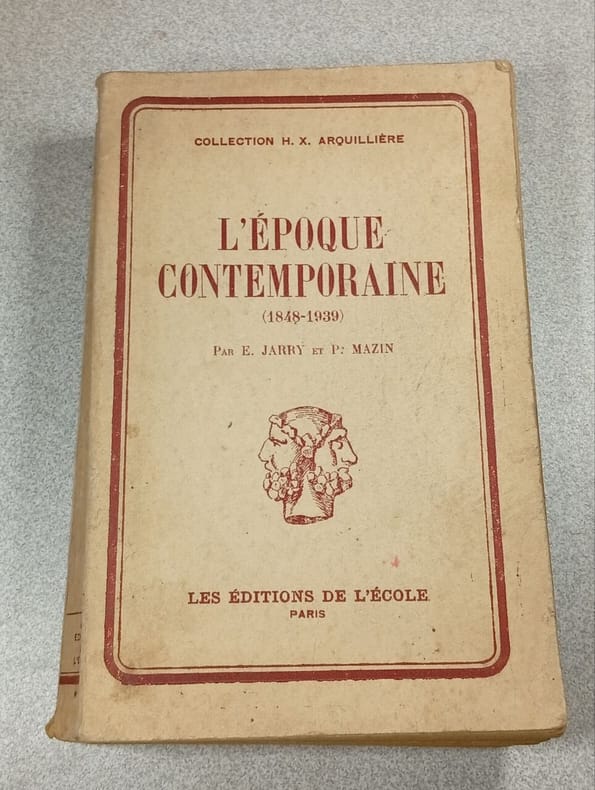 COLLECTION H. X. ARQUILLIÈRE
L'ÉPOQUE
CONTEMPORAINE
(1848-1939)
PAR E. JARRY ET P. MAZIN
LES ÉDITIONS DE L'ÉCOLE
PARIS